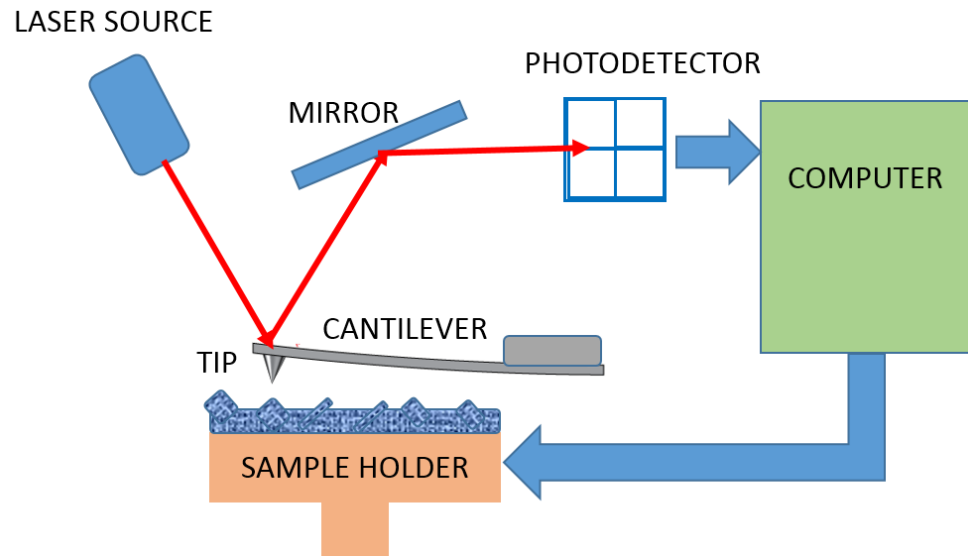 LASER SOURCE
PHOTODETECTOR
MIRROR
COMPUTER
CANTILEVER
TIP
SAMPLE HOLDER